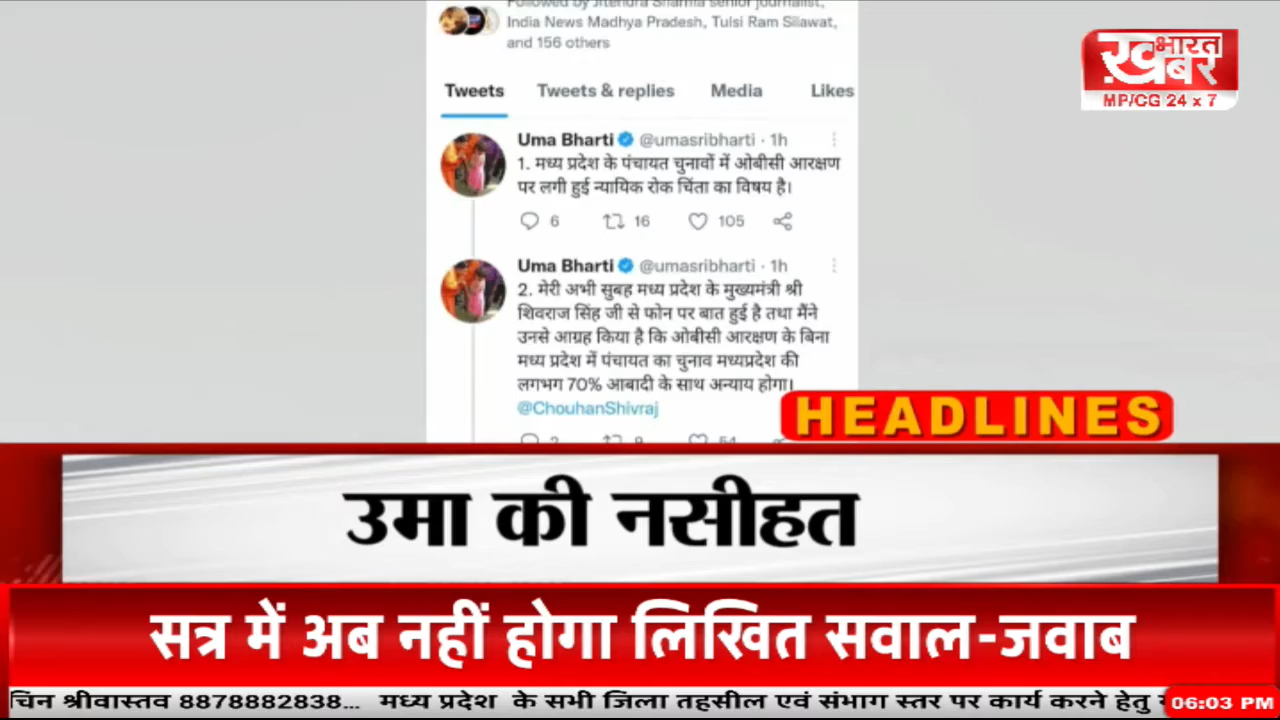 Followed by Jitendra Sharma senior journalist,
India News Madhya Pradesh, Tulsi Ram Silawat,
and 156 others
ख़बर भारत
MP/CG 24 x 7
Tweets Tweets & replies Media Likes
Uma Bharti @umasribharti · 1h
1. मध्य प्रदेश के पंचायत चुनावों में ओबीसी आरक्षण
पर लगी हुई न्यायिक रोक चिंता का विषय है।
6 16 105
Uma Bharti @umasribharti · 1h
2. मेरी अभी सुबह मध्य प्रदेश के मुख्यमंत्री श्री
शिवराज सिंह जी से फोन पर बात हुई है तथा मैंने
उनसे आग्रह किया है कि ओबीसी आरक्षण के बिना
मध्य प्रदेश में पंचायत का चुनाव मध्यप्रदेश की
लगभग 70% आबादी के साथ अन्याय होगा।
@ChouhanShivraj
2 9 54
HEADLINES
उमा की नसीहत
सत्र में अब नहीं होगा लिखित सवाल-जवाब
चिन श्रीवास्तव 8878882838... मध्य प्रदेश के सभी जिला तहसील एवं संभाग स्तर पर कार्य करने हेतु
06:03 PM